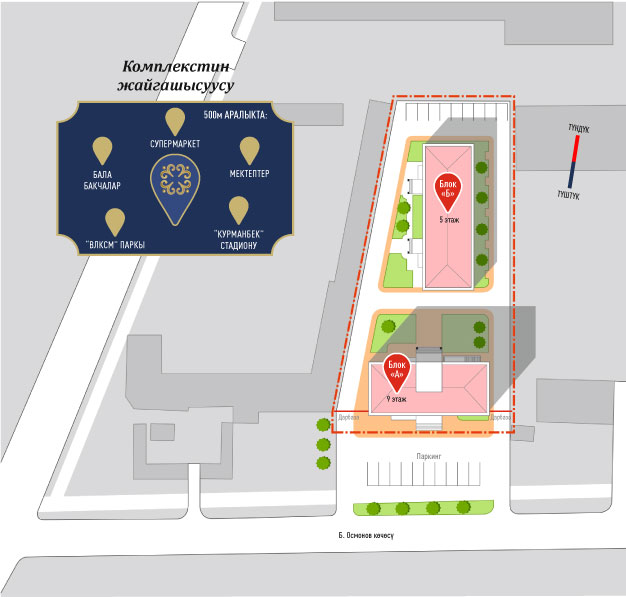 Комплекстин
жайгашысуусу
500м АРАЛЫКТА:
СУПЕРМАРКЕТ
БАЛА
БАКЧАЛАР
МЕКТЕПТЕР
"ВЛКСМ" ПАРКЫ
"КУРМАНБЕК"
СТАДИОНУ
ТҮНДҮК
ТҮШТҮК
Блок
«Б»
5 этаж
Блок
«А»
9 этаж
Дарбаза
Дарбаза
Паркинг
Б. Осмонов көчөсү